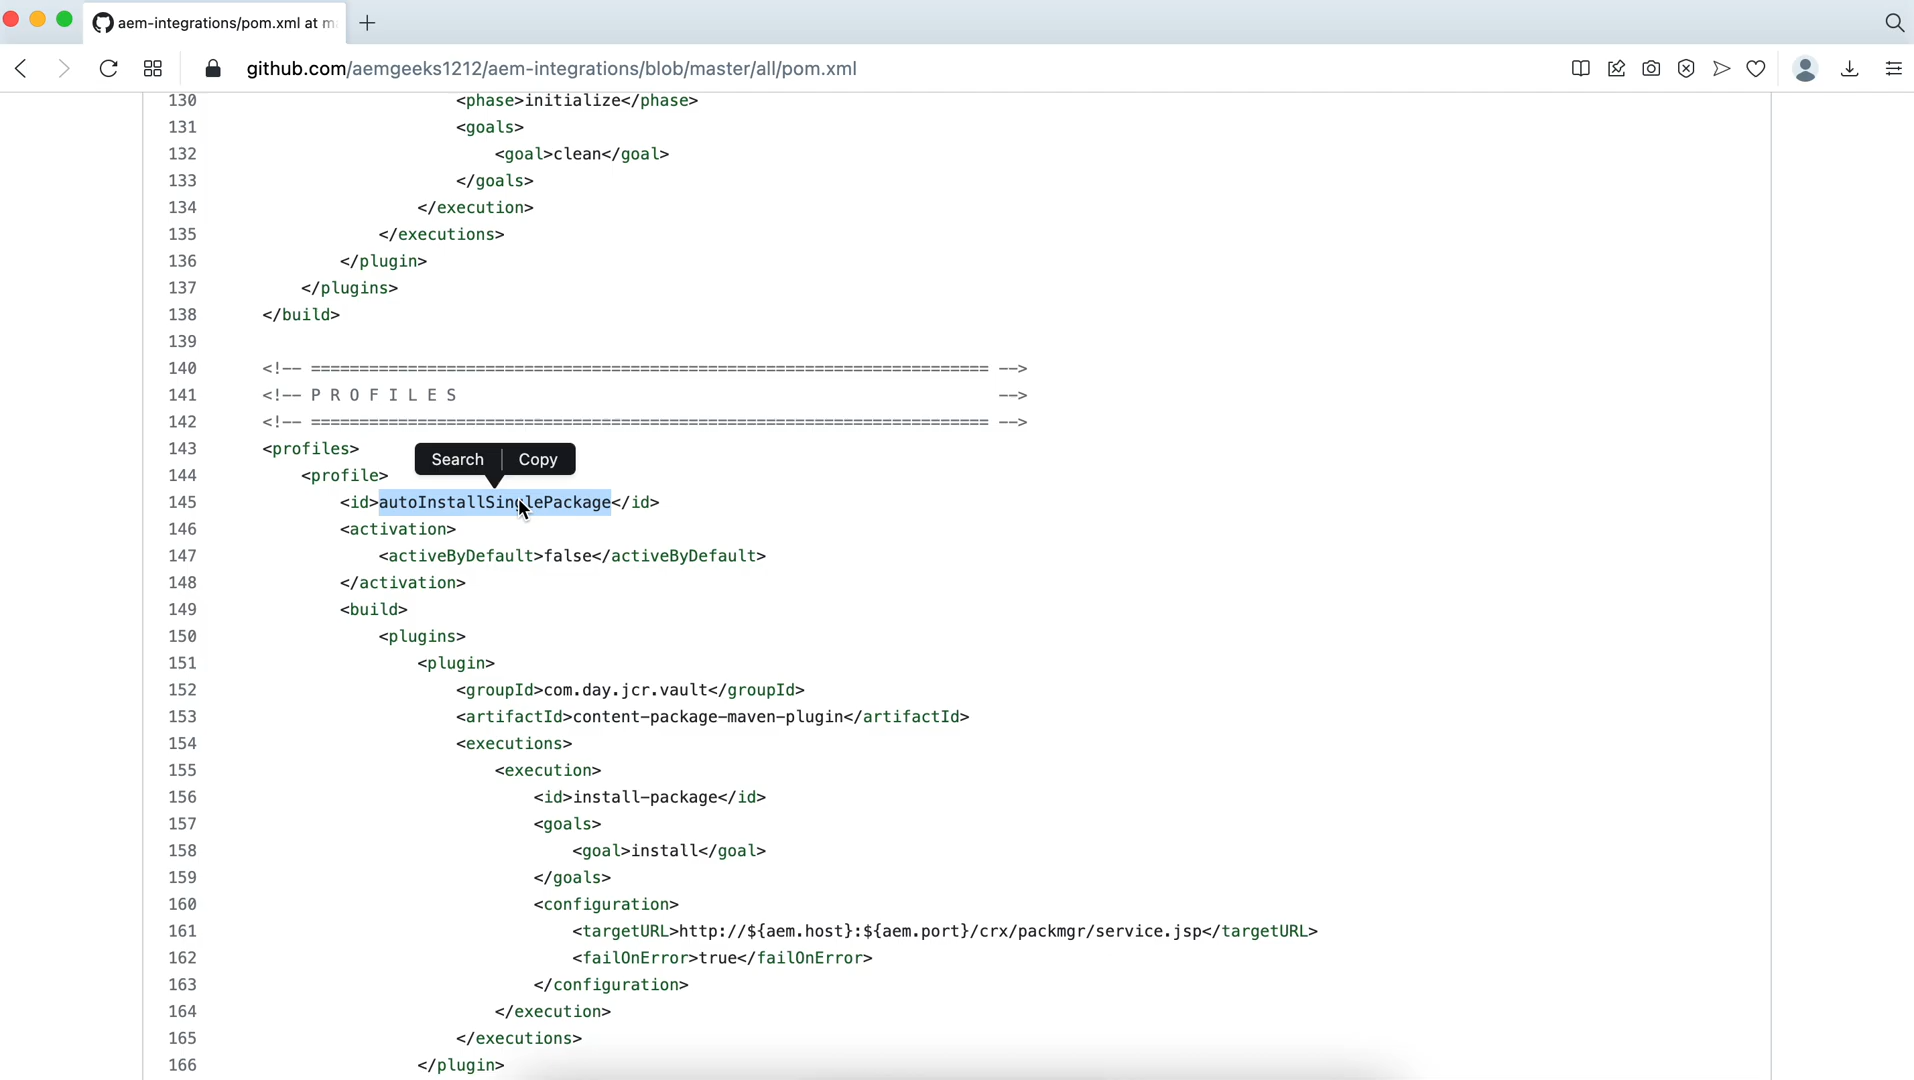 aem-integrations/pom.xml at m
github.com/aemgeeks1212/aem-integrations/blob/master/all/pom.xml
130 <phase>initialize</phase>
131 <goals>
132 <goal>clean</goal>
133 </goals>
134 </execution>
135 </executions>
136 </plugin>
137 </plugins>
138 </build>
139
140 <!-- ====================================================================== -->
141 <!-- P R O F I L E S -->
142 <!-- ====================================================================== -->
143 <profiles>
Search Copy
144 <profile>
145 <id>autoInstallSinglePackage</id>
146 <activation>
147 <activeByDefault>false</activeByDefault>
148 </activation>
149 <build>
150 <plugins>
151 <plugin>
152 <groupId>com.day.jcr.vault</groupId>
153 <artifactId>content-package-maven-plugin</artifactId>
154 <executions>
155 <execution>
156 <id>install-package</id>
157 <goals>
158 <goal>install</goal>
159 </goals>
160 <configuration>
161 <targetURL>http://${aem.host}:${aem.port}/crx/packmgr/service.jsp</targetURL>
162 <failOnError>true</failOnError>
163 </configuration>
164 </execution>
165 </executions>
166 </plugin>